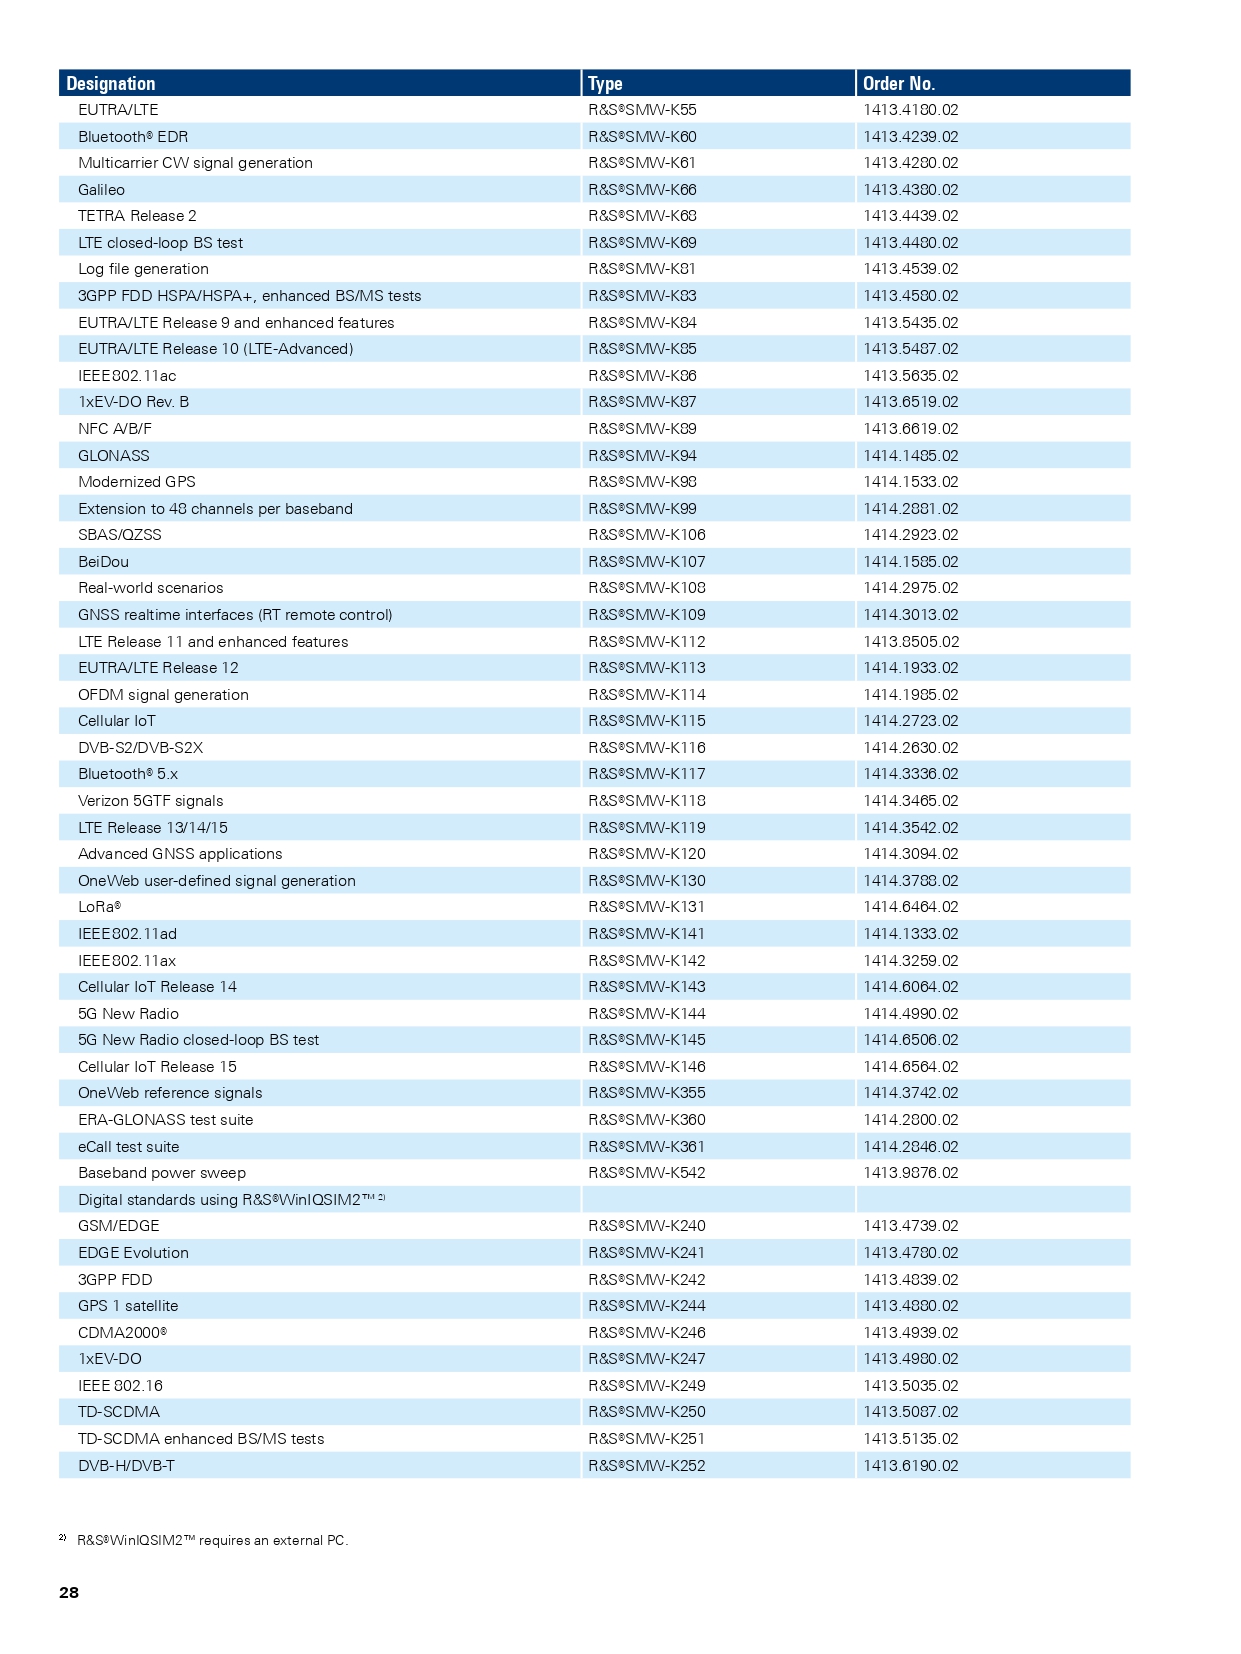 Designation Type Order No.
EUTRA/LTE R&S®SMW-K55 1413.4180.02
Bluetooth® EDR R&S®SMW-K60 1413.4239.02
Multicarrier CW signal generation R&S®SMW-K61 1413.4280.02
Galileo R&S®SMW-K66 1413.4380.02
TETRA Release 2 R&S®SMW-K68 1413.4439.02
LTE closed-loop BS test R&S®SMW-K69 1413.4480.02
Log file generation R&S®SMW-K81 1413.4539.02
3GPP FDD HSPA/HSPA+, enhanced BS/MS tests R&S®SMW-K83 1413.4580.02
EUTRA/LTE Release 9 and enhanced features R&S®SMW-K84 1413.5435.02
EUTRA/LTE Release 10 (LTE-Advanced) R&S®SMW-K85 1413.5487.02
IEEE802.11ac R&S®SMW-K86 1413.5635.02
1xEV-DO Rev. B R&S®SMW-K87 1413.6519.02
NFC A/B/F R&S®SMW-K89 1413.6619.02
GLONASS R&S®SMW-K94 1414.1485.02
Modernized GPS R&S®SMW-K98 1414.1533.02
Extension to 48 channels per baseband R&S®SMW-K99 1414.2881.02
SBAS/QZSS R&S®SMW-K106 1414.2923.02
BeiDou R&S®SMW-K107 1414.1585.02
Real-world scenarios R&S®SMW-K108 1414.2975.02
GNSS realtime interfaces (RT remote control) R&S®SMW-K109 1414.3013.02
LTE Release 11 and enhanced features R&S®SMW-K112 1413.8505.02
EUTRA/LTE Release 12 R&S®SMW-K113 1414.1933.02
OFDM signal generation R&S®SMW-K114 1414.1985.02
Cellular IoT R&S®SMW-K115 1414.2723.02
DVB-S2/DVB-S2X R&S®SMW-K116 1414.2630.02
Bluetooth® 5.x R&S®SMW-K117 1414.3336.02
Verizon 5GTF signals R&S®SMW-K118 1414.3465.02
LTE Release 13/14/15 R&S®SMW-K119 1414.3542.02
Advanced GNSS applications R&S®SMW-K120 1414.3094.02
OneWeb user-defined signal generation R&S®SMW-K130 1414.3788.02
LoRa® R&S®SMW-K131 1414.6464.02
IEEE802.11ad R&S®SMW-K141 1414.1333.02
IEEE802.11ax R&S®SMW-K142 1414.3259.02
Cellular IoT Release 14 R&S®SMW-K143 1414.6064.02
5G New Radio R&S®SMW-K144 1414.4990.02
5G New Radio closed-loop BS test R&S®SMW-K145 1414.6506.02
Cellular IoT Release 15 R&S®SMW-K146 1414.6564.02
OneWeb reference signals R&S®SMW-K355 1414.3742.02
ERA-GLONASS test suite R&S®SMW-K360 1414.2800.02
eCall test suite R&S®SMW-K361 1414.2846.02
Baseband power sweep R&S®SMW-K542 1413.9876.02
Digital standards using R&S®WinIQSIM2™ 2)
GSM/EDGE R&S®SMW-K240 1413.4739.02
EDGE Evolution R&S®SMW-K241 1413.4780.02
3GPP FDD R&S®SMW-K242 1413.4839.02
GPS 1 satellite R&S®SMW-K244 1413.4880.02
CDMA2000® R&S®SMW-K246 1413.4939.02
1xEV-DO R&S®SMW-K247 1413.4980.02
IEEE 802.16 R&S®SMW-K249 1413.5035.02
TD-SCDMA R&S®SMW-K250 1413.5087.02
TD-SCDMA enhanced BS/MS tests R&S®SMW-K251 1413.5135.02
DVB-H/DVB-T R&S®SMW-K252 1413.6190.02
2) R&S®WinIQSIM2™ requires an external PC.
28